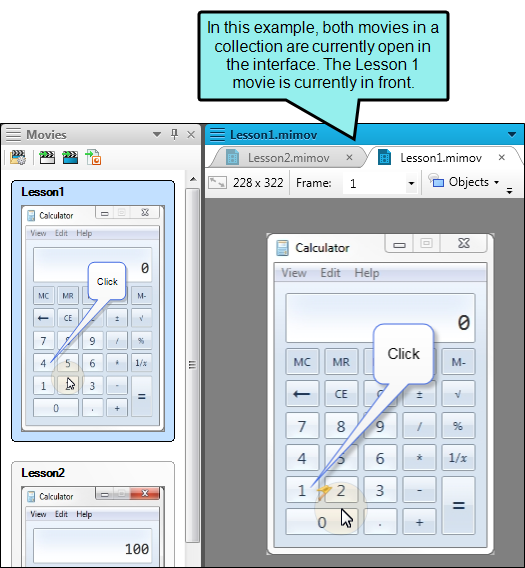 In this example, both movies in a
collection are currently open in
the interface. The Lesson 1
movie is currently in front.
Movies
Lesson1
Calculator
View Edit Help
0
Click
MC MR M-
← CE ± √
7 8 9 / %
4 5 6 * 1/x
1 3 - =
0 . +
Lesson2
Calculator
View Edit Help
100
Lesson1.mimov
Lesson2.mimov × Lesson1.mimov ×
228 x 322 Frame: 1 Objects
Calculator
View Edit Help
0
Click
MC MR M-
← CE ± √
7 8 9 / %
4 5 6 * 1/x
1 2 3 - =
0 . +